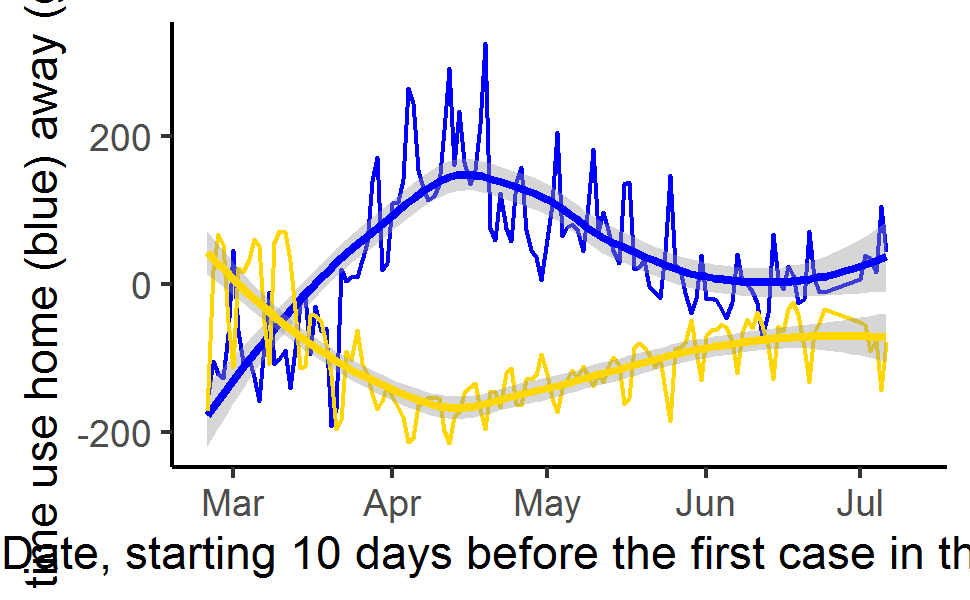 time use home (blue) away (
200
0
-200
Mar Apr May Jun Jul
Date, starting 10 days before the first case in th